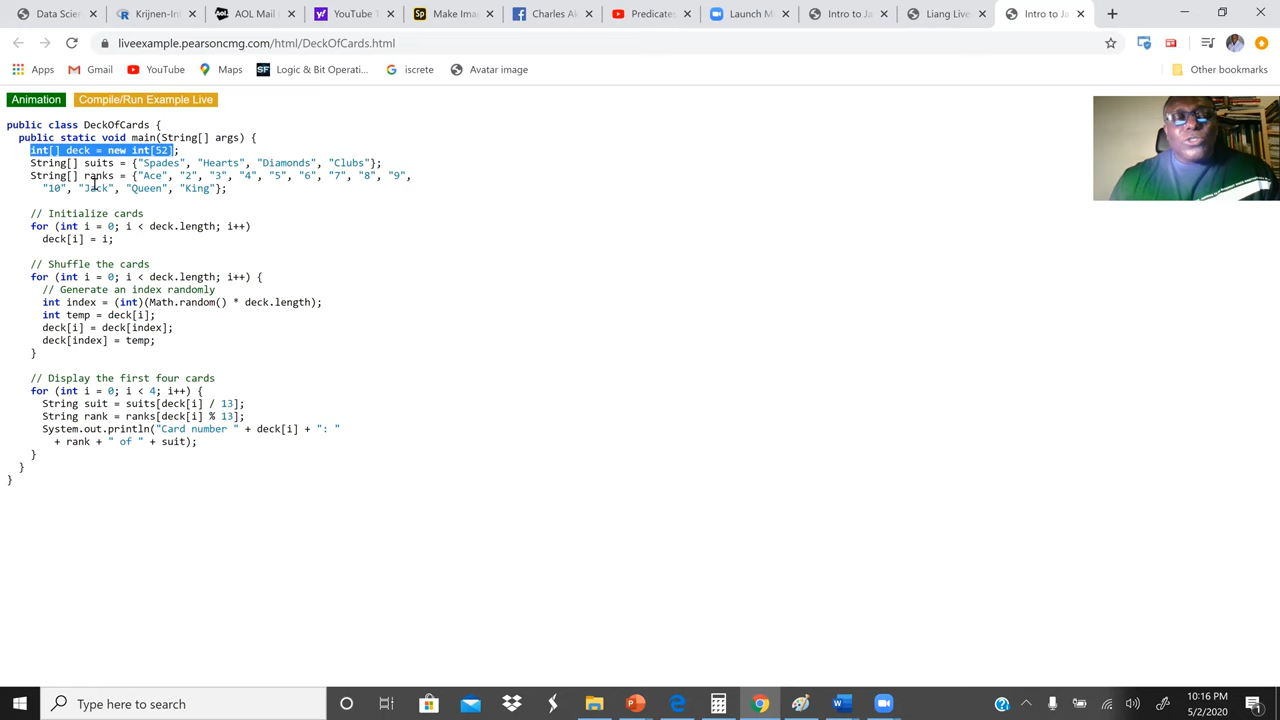 Data Scien
Krijnen-Int
AOL Mail (
YouTube T
Make Imag
Charles Ak
Predicates
Launch Me
Intro to Ja
Liang Live
Intro to Ja
liveexample.pearsoncmg.com/html/DeckOfCards.html
Apps
Gmail
YouTube
Maps
Logic & Bit Operati...
iscrete
Avatar image
Other bookmarks
Animation
Compile/Run Example Live
public class DeckOfCards {
public static void main(String[] args) {
int[] deck = new int[52];
String[] suits = {"Spades", "Hearts", "Diamonds", "Clubs"};
String[] ranks = {"Ace", "2", "3", "4", "5", "6", "7", "8", "9",
"10", "Jack", "Queen", "King"};
// Initialize cards
for (int i = 0; i < deck.length; i++)
deck[i] = i;
// Shuffle the cards
for (int i = 0; i < deck.length; i++) {
// Generate an index randomly
int index = (int)(Math.random() * deck.length);
int temp = deck[i];
deck[i] = deck[index];
deck[index] = temp;
}
// Display the first four cards
for (int i = 0; i < 4; i++) {
String suit = suits[deck[i] / 13];
String rank = ranks[deck[i] % 13];
System.out.println("Card number " + deck[i] + ": "
+ rank + " of " + suit);
}
}
}
Type here to search
10:16 PM
5/2/2020